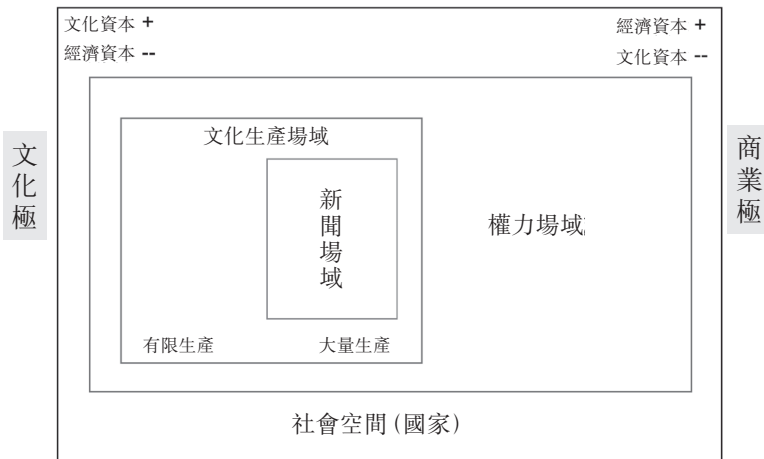 文化資本 +
經濟資本 --
經濟資本 +
文化資本 --
文化極
文化生產場域
新聞場域
權力場域
商業極
有限生產
大量生產
社會空間(國家)